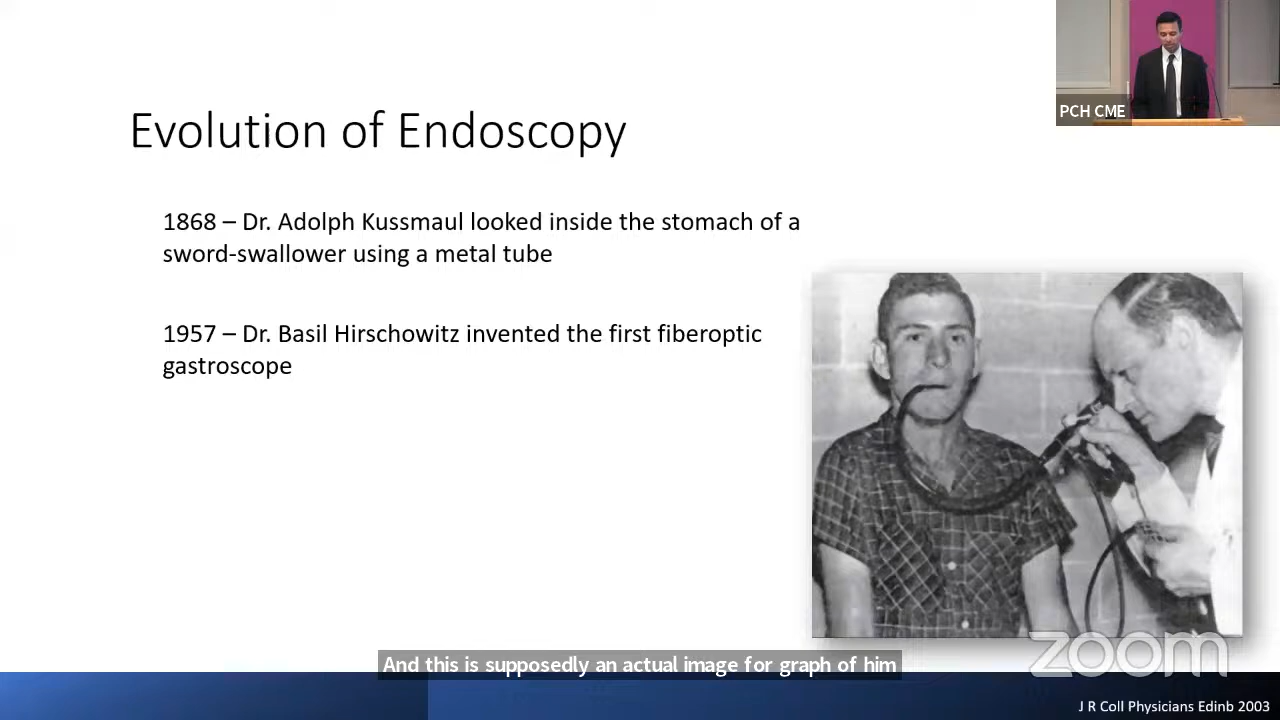 PCH CME
Evolution of Endoscopy
1868 – Dr. Adolph Kussmaul looked inside the stomach of a
sword-swallower using a metal tube
1957 – Dr. Basil Hirschowitz invented the first fiberoptic
gastroscope
And this is supposedly an actual image for graph of him
zoom
J R Coll Physicians Edinb 2003